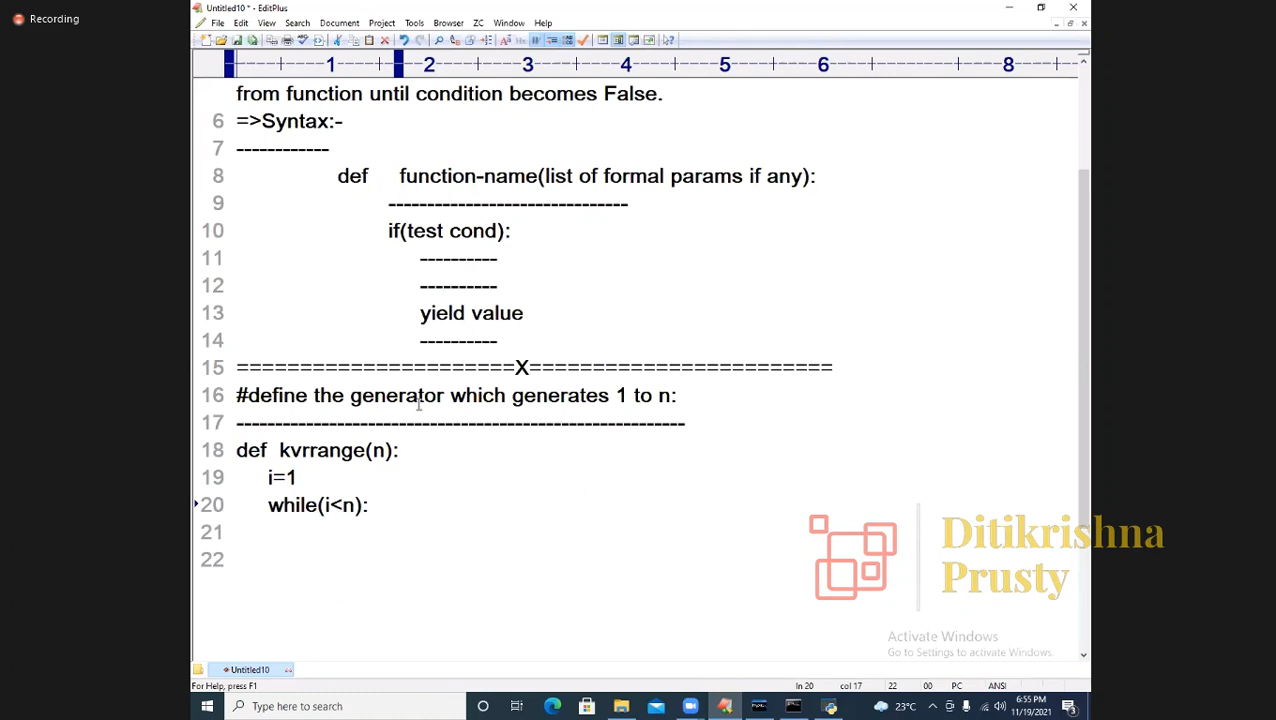 Recording
Untitled10 * - EditPlus
File Edit View Search Document Project Tools Browser ZC Window Help
1 2 3 4 5 6 8
from function until condition becomes False.
6 =>Syntax:-
7 ------------
8 def function-name(list of formal params if any):
9 -------------------------------
10 if(test cond):
11 ----------
12 ----------
13 yield value
14 ----------
15 ======================X========================
16 #define the generator which generates 1 to n:
17 ----------------------------------------------------------
18 def kvrrange(n):
19 i=1
20 while(i<n):
21
22
Ditikrishna
Prusty
Activate Windows
Go to Settings to activate Windows.
Untitled10
For Help, press F1 ln 20 col 17 22 00 PC ANSI
Type here to search 23°C 6:55 PM
11/19/2021 3